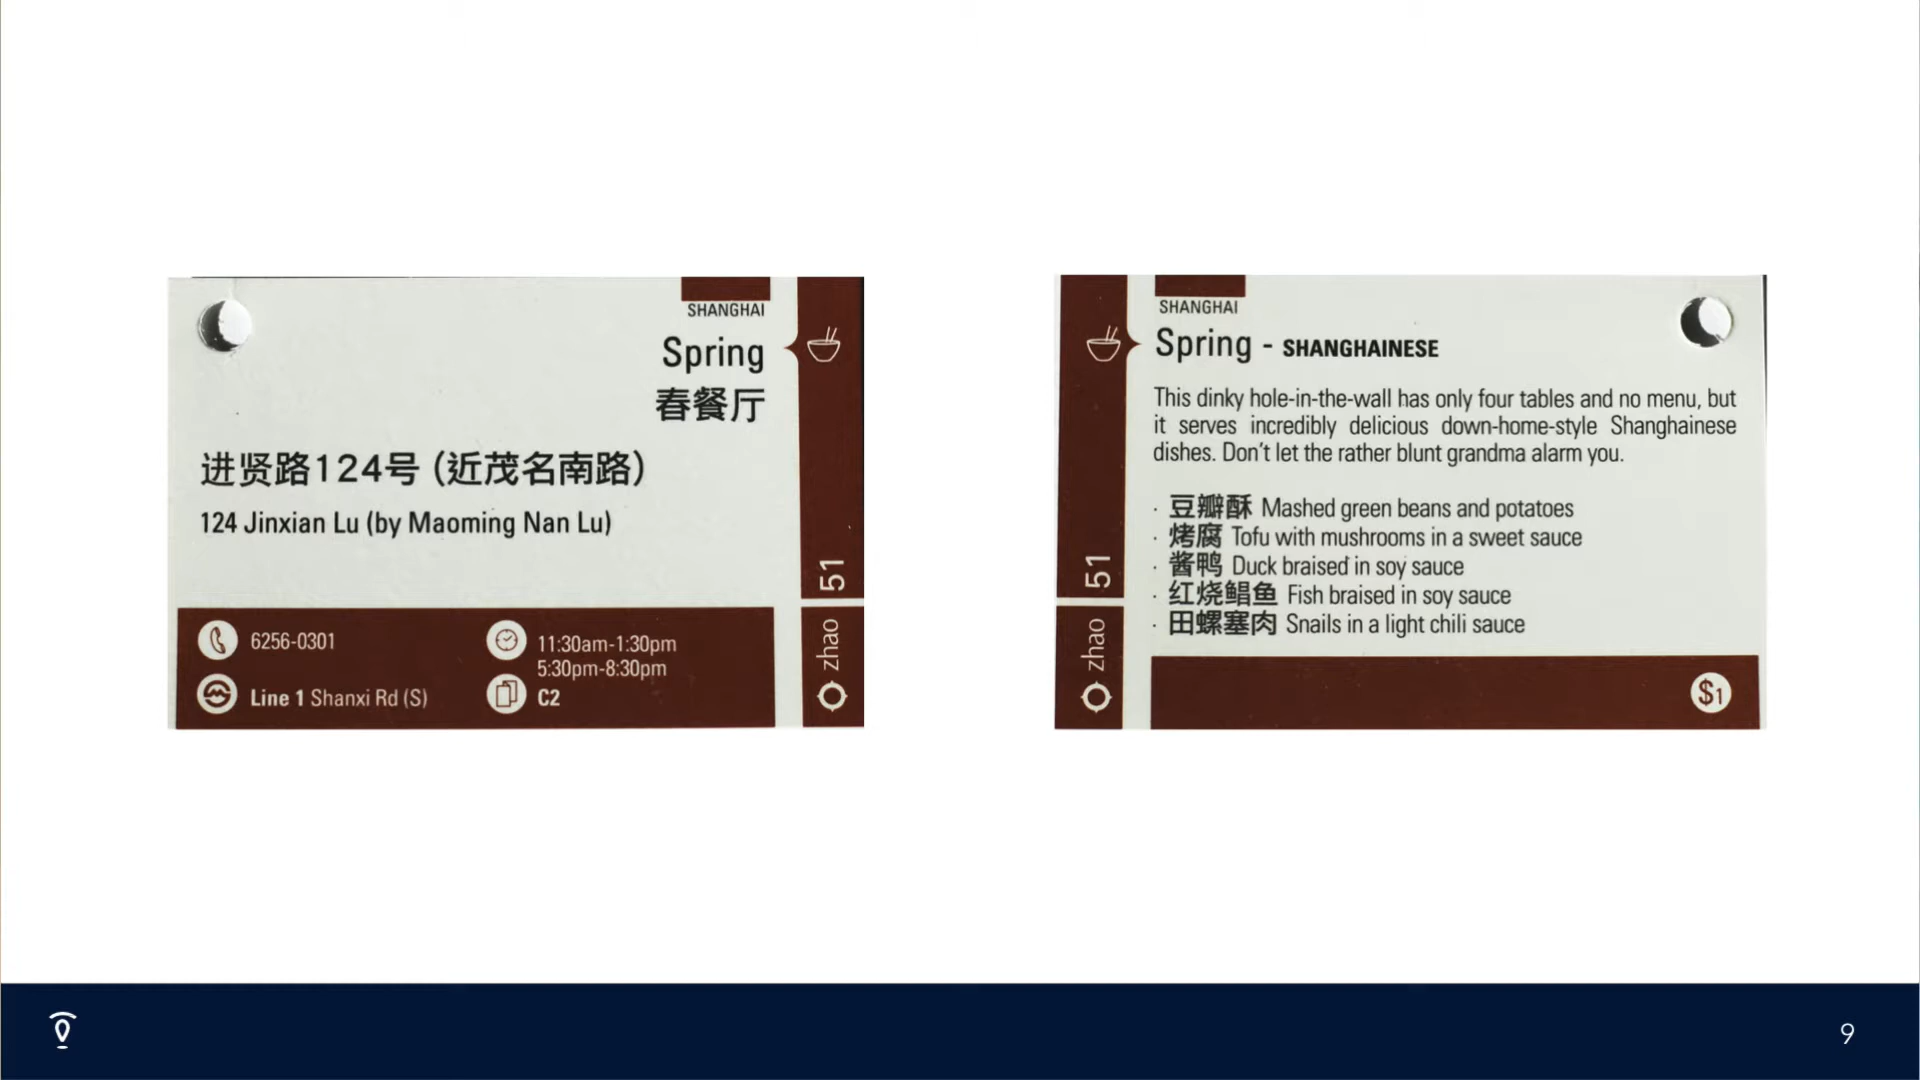 SHANGHAI
Spring
春餐厅
进贤路124号 (近茂名南路)
124 Jinxian Lu (by Maoming Nan Lu)
6256-0301
11:30am-1:30pm
5:30pm-8:30pm
Line 1 Shanxi Rd (S)
C2
51
zhao
SHANGHAI
Spring - SHANGHAINESE
This dinky hole-in-the-wall has only four tables and no menu, but
it serves incredibly delicious down-home-style Shanghainese
dishes. Don't let the rather blunt grandma alarm you.
· 豆瓣酥 Mashed green beans and potatoes
· 烤腐 Tofu with mushrooms in a sweet sauce
· 酱鸭 Duck braised in soy sauce
· 红烧鲳鱼 Fish braised in soy sauce
· 田螺塞肉 Snails in a light chili sauce
$1
51
zhao
9